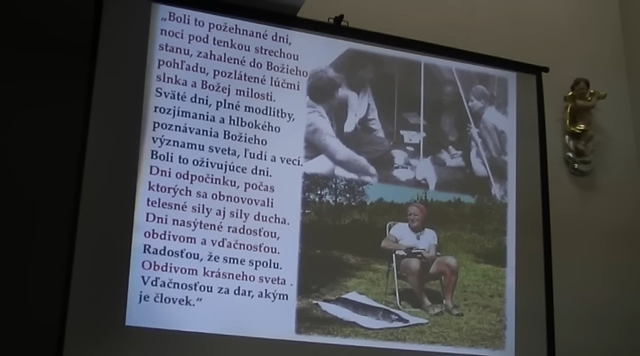 „Boli to požehnané dni,
noci pod tenkou strechou
stanu, zahalené do Božieho
pohľadu, pozlátené lúčmi
slnka a Božej milosti.
Sväté dni, plné modlitby,
rozjímania a hlbokého
poznávania Božieho
významu sveta, ľudí a vecí.
Boli to oživujúce dni.
Dni odpočinku, počas
ktorých sa obnovovali
telesné sily aj sily ducha.
Dni nasýtené radosťou,
obdivom a vďačnosťou.
Radosťou, že sme spolu.
Obdivom krásneho sveta .
Vďačnosťou za dar, akým
je človek.“